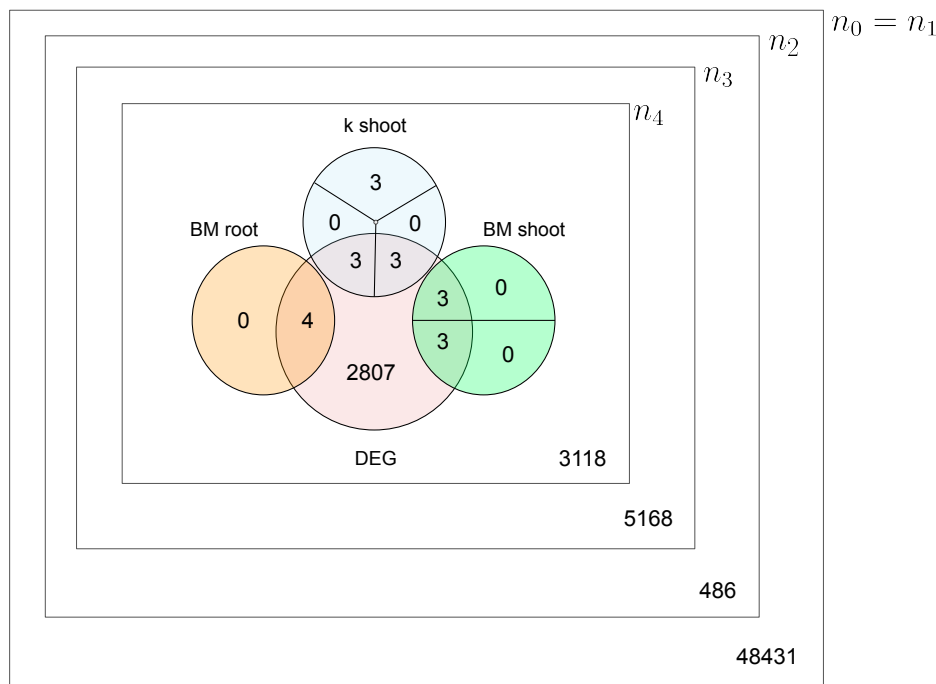 n₀ = n₁
n₂
n₃
n₄
k shoot
3
BM root
0
0
BM shoot
3
3
0
4
3
0
3
0
2807
DEG
3118
5168
486
48431